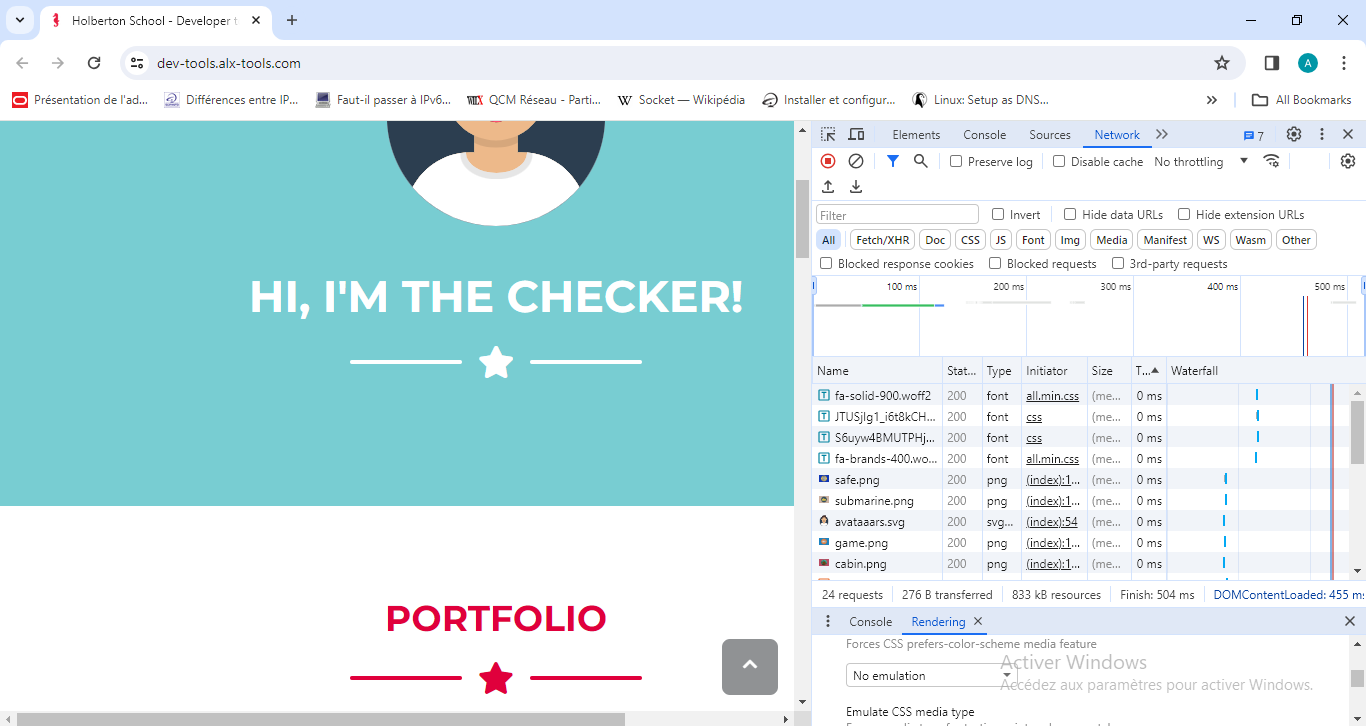 Holberton School - Developer t
dev-tools.alx-tools.com
A
Présentation de l'ad...
Différences entre IP...
Faut-il passer à IPv6...
QCM Réseau - Parti...
W Socket — Wikipédia
Installer et configur...
Linux: Setup as DNS...
All Bookmarks
HI, I'M THE CHECKER!
PORTFOLIO
Elements Console Sources Network 7
Preserve log Disable cache No throttling
Filter Invert Hide data URLs Hide extension URLs
All Fetch/XHR Doc CSS JS Font Img Media Manifest WS Wasm Other
Blocked response cookies Blocked requests 3rd-party requests
100 ms 200 ms 300 ms 400 ms 500 ms
Name Stat... Type Initiator Size T... Waterfall
fa-solid-900.woff2 200 font all.min.css (me... 0 ms
JTUSjIg1_i6t8kCH... 200 font css (me... 0 ms
S6uyw4BMUTPHj... 200 font css (me... 0 ms
fa-brands-400.wo... 200 font all.min.css (me... 0 ms
safe.png 200 png (index):1... (me... 0 ms
submarine.png 200 png (index):1... (me... 0 ms
avataaars.svg 200 svg... (index):54 (me... 0 ms
game.png 200 png (index):1... (me... 0 ms
cabin.png 200 png (index):1... (me... 0 ms
24 requests 276 B transferred 833 kB resources Finish: 504 ms DOMContentLoaded: 455 ms
Console Rendering
Forces CSS prefers-color-scheme media feature
No emulation
Activer Windows
Accédez aux paramètres pour activer Windows.
Emulate CSS media type